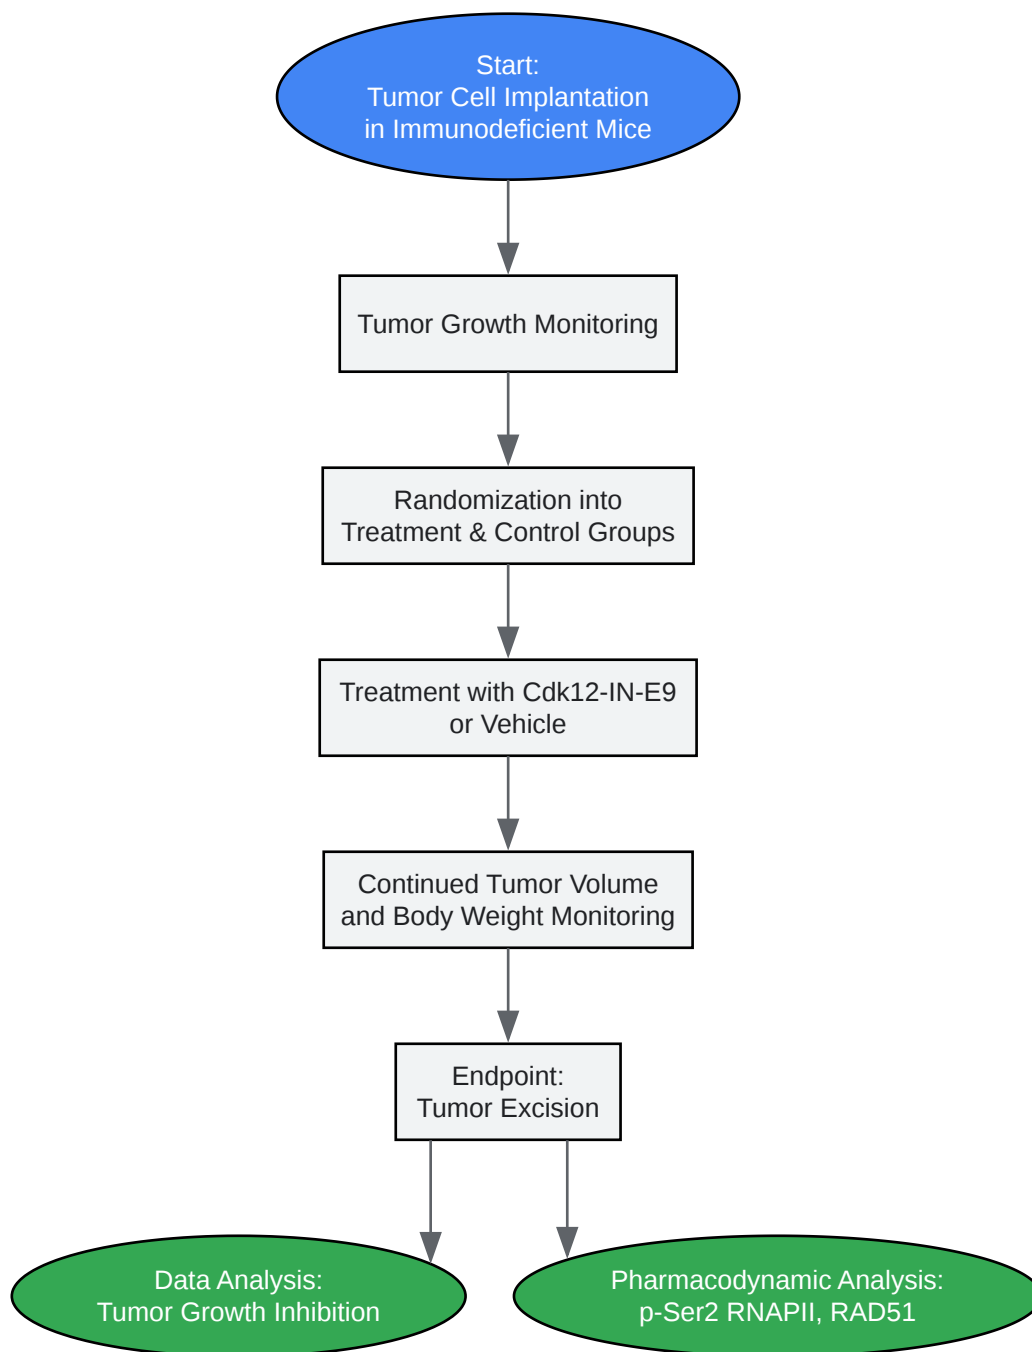 Start:
Tumor Cell Implantation
in Immunodeficient Mice
Tumor Growth Monitoring
Randomization into
Treatment & Control Groups
Treatment with Cdk12-IN-E9
or Vehicle
Continued Tumor Volume
and Body Weight Monitoring
Endpoint:
Tumor Excision
Data Analysis:
Tumor Growth Inhibition
Pharmacodynamic Analysis:
p-Ser2 RNAPII, RAD51